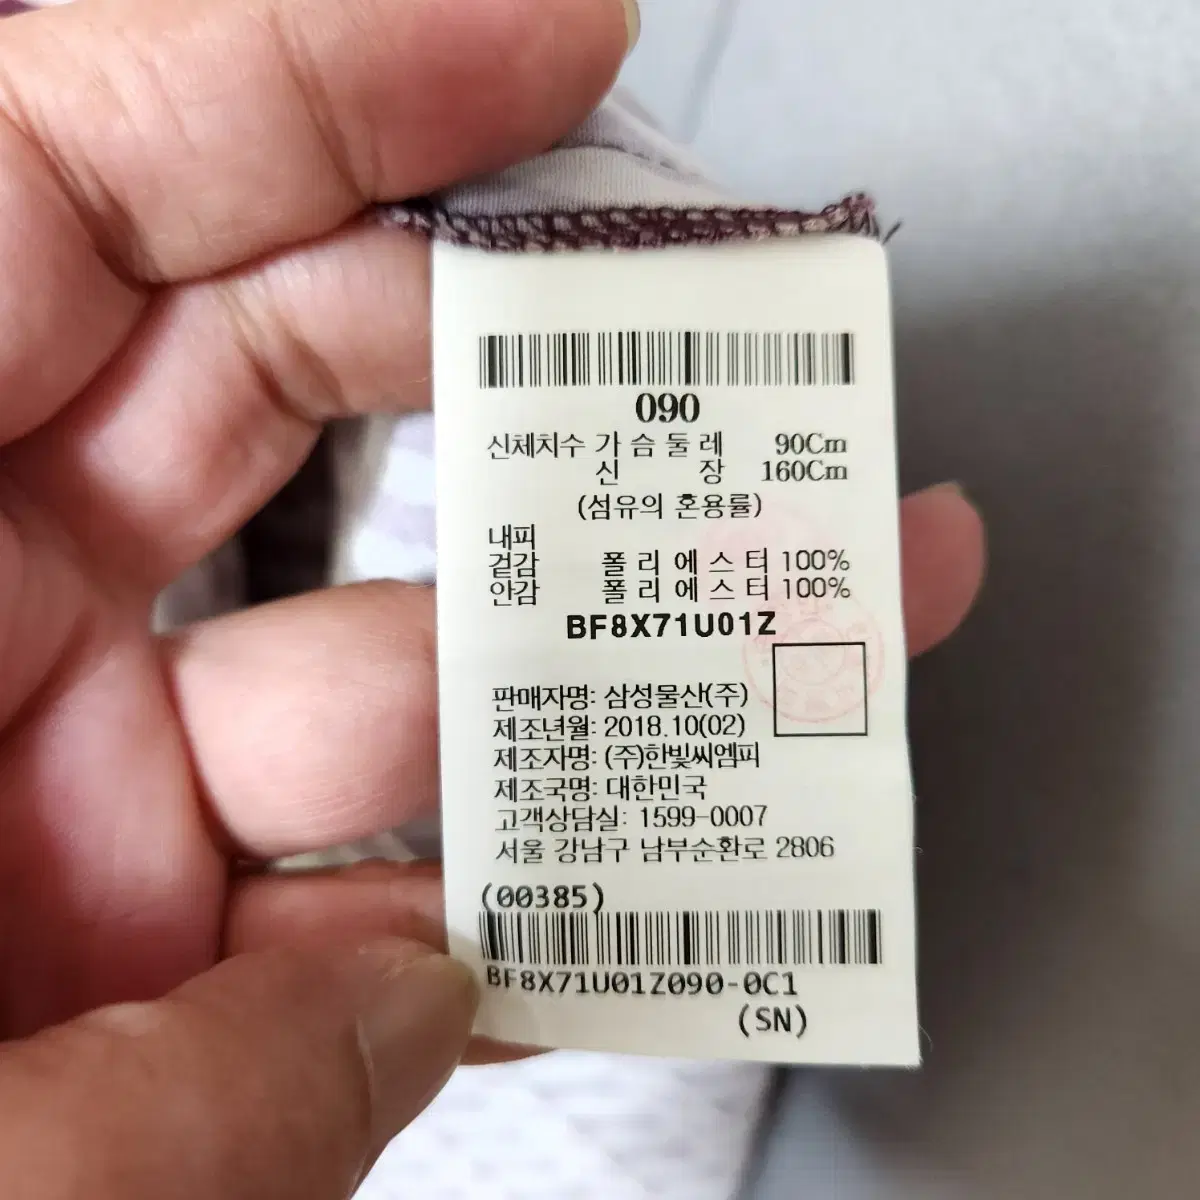 090
신체치수 가슴둘레 90Cm
신 장 160Cm
(섬유의 혼용률)
내피
겉감 폴리에스터 100%
안감 폴리에스터 100%
BF8X71U01Z
판매자명: 삼성물산(주)
제조년월: 2018.10(02)
제조자명: (주)한빛씨엠피
제조국명: 대한민국
고객상담실: 1599-0007
서울 강남구 남부순환로 2806
(00385)
BF8X71U01Z090-0C1
(SN)